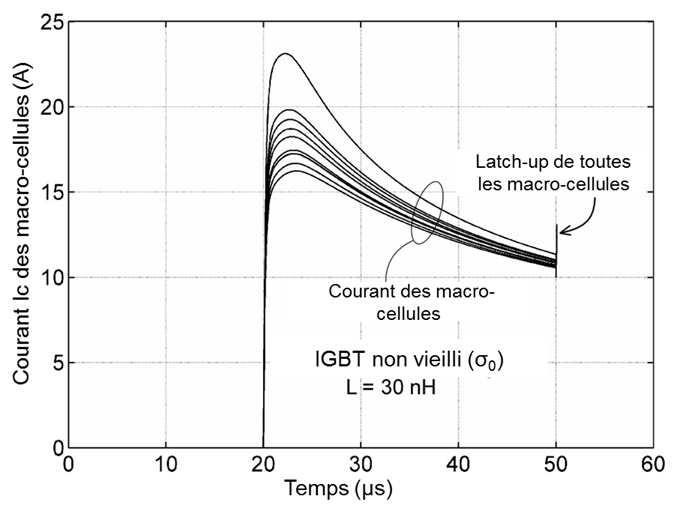 25
20
15
10
5
0
Courant Ic des macro-cellules (A)
Latch-up de toutes
les macro-cellules
Courant des macro-
cellules
IGBT non vieilli (σ₀)
L = 30 nH
0 10 20 30 40 50 60
Temps (µs)